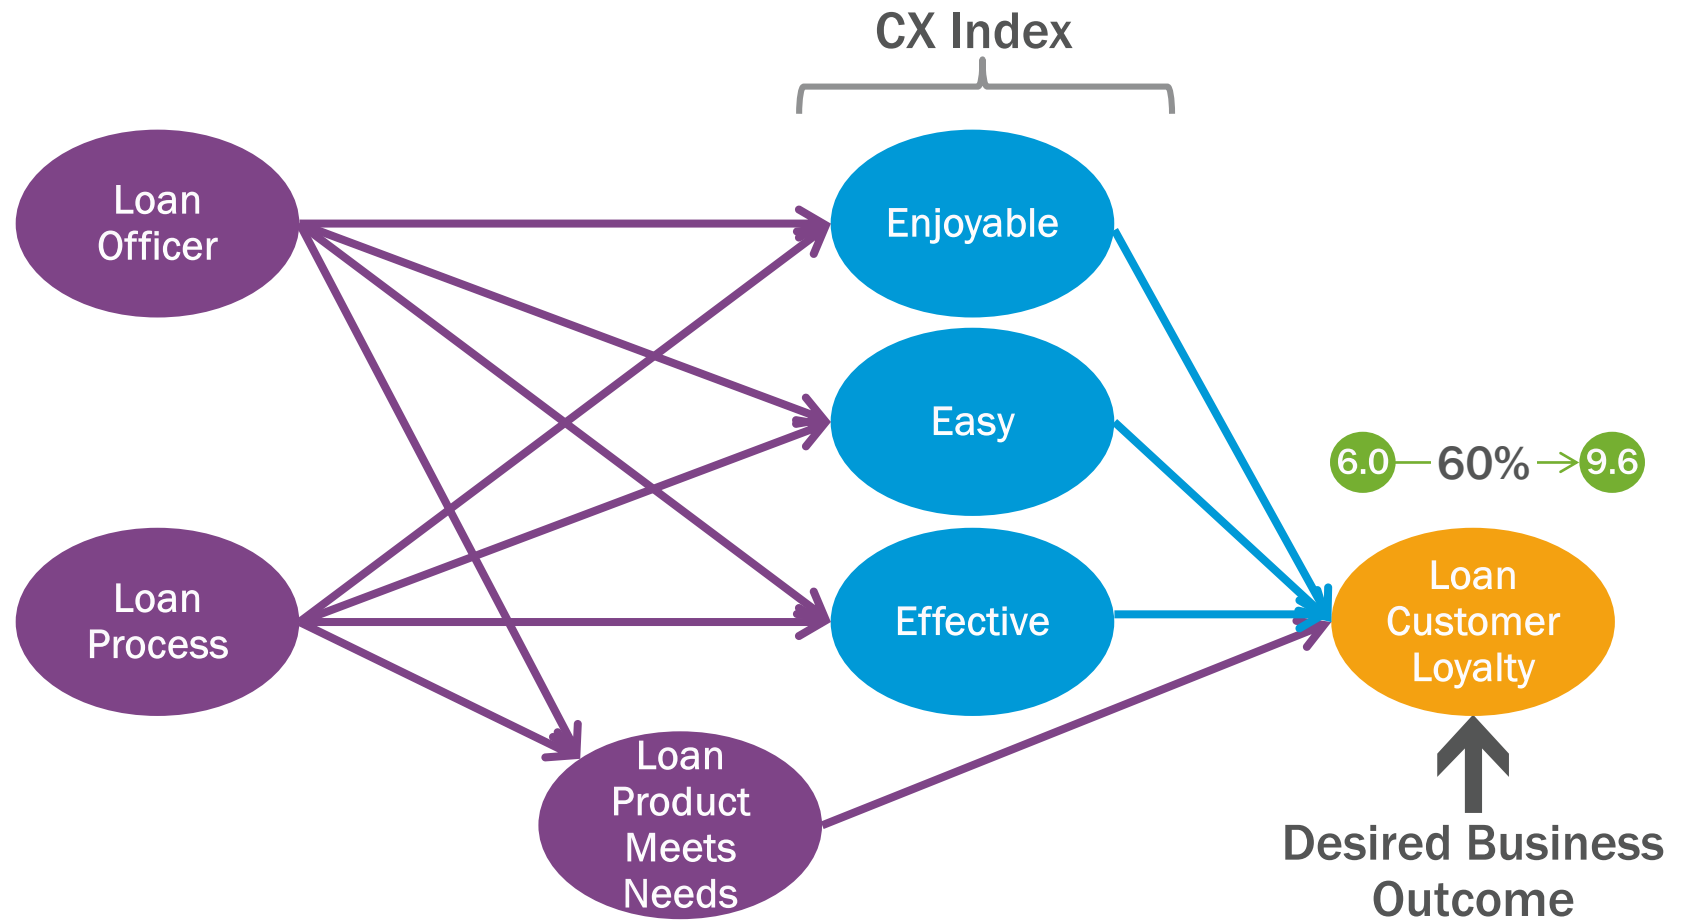 CX Index
Loan
Officer
Enjoyable
Easy
6.0
60%
9.6
Loan
Process
Effective
Loan
Customer
Loyalty
Loan
Product
Meets
Needs
Desired Business
Outcome